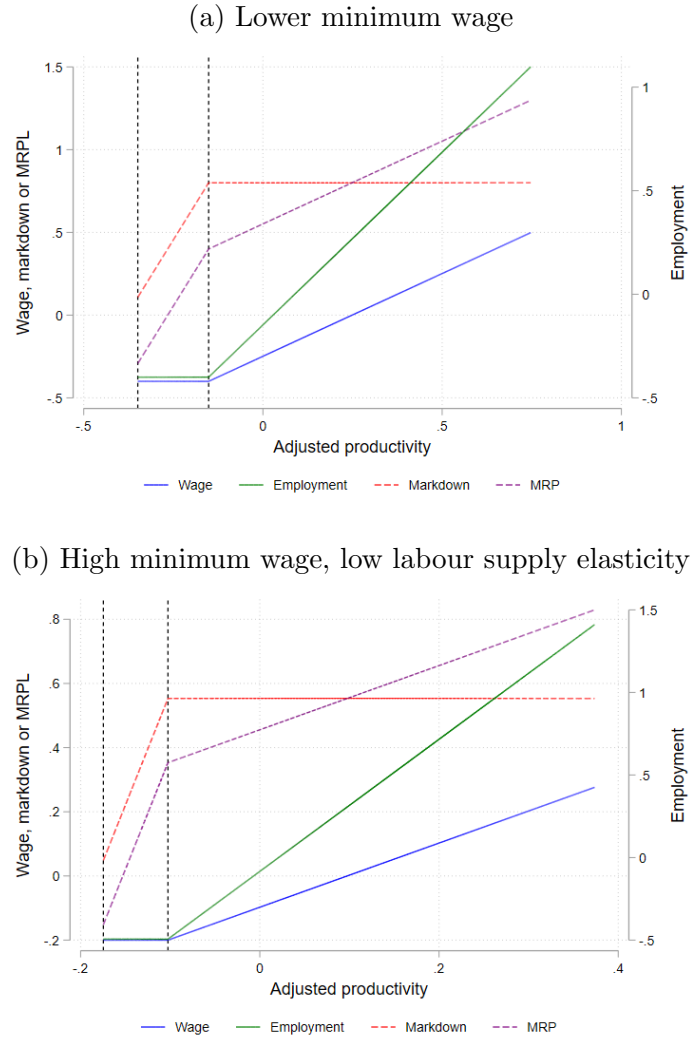 (a) Lower minimum wage
Wage, markdown or MRPL
1.5
1
.5
0
-.5
1
.5
0
-.5
Employment
-.5 0 .5 1
Adjusted productivity
Wage Employment Markdown MRP
(b) High minimum wage, low labour supply elasticity
Wage, markdown or MRPL
.8
.6
.4
.2
0
-.2
1.5
1
.5
0
-.5
Employment
-.2 0 .2 .4
Adjusted productivity
Wage Employment Markdown MRP